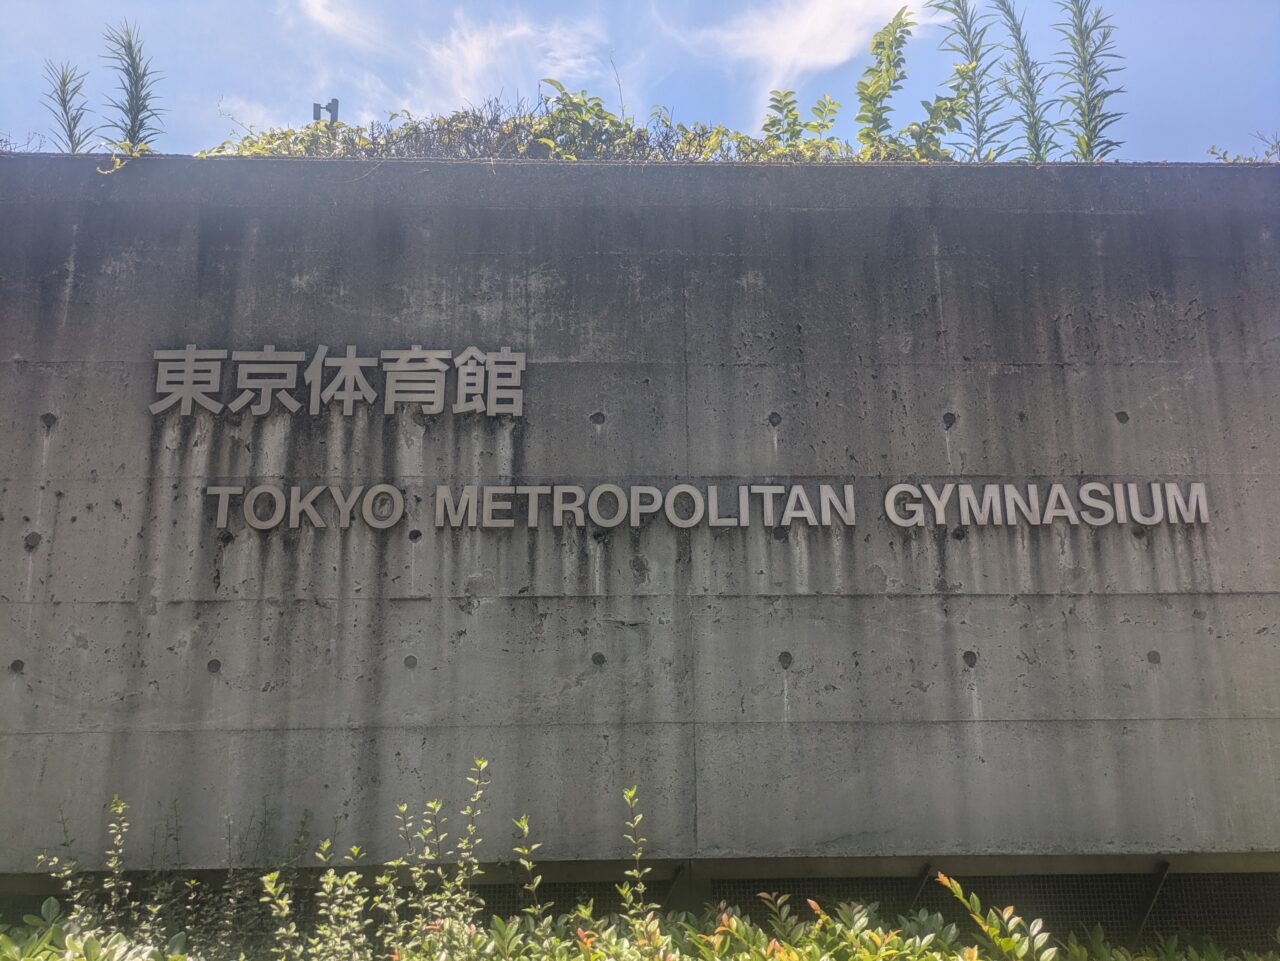 東京体育館
TOKYO METROPOLITAN GYMNASIUM